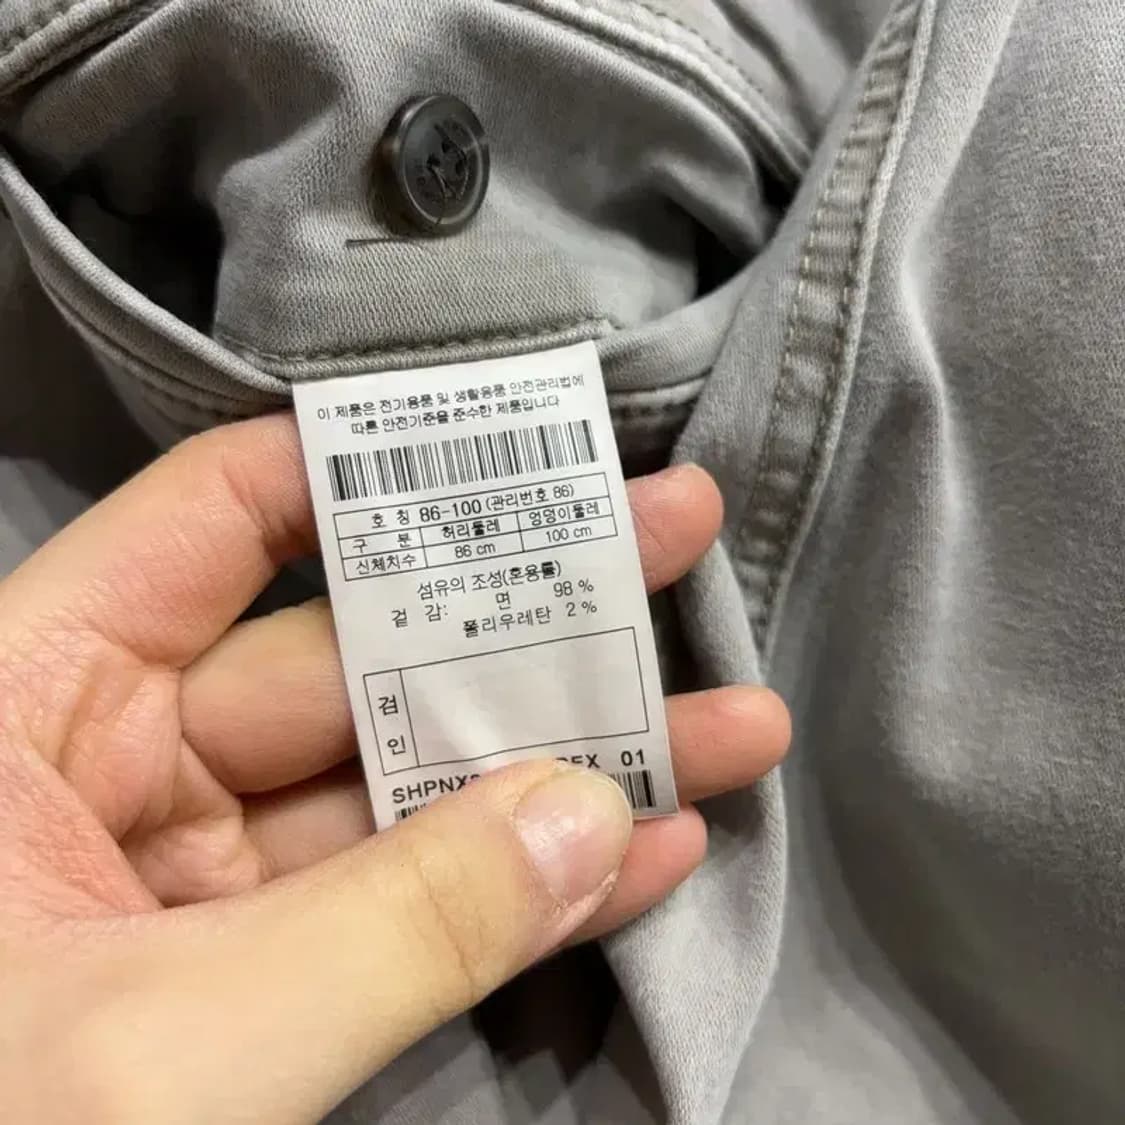 이 제품은 전기용품 및 생활용품 안전관리법에
따른 안전기준을 준수한 제품입니다
호 칭 86-100 (관리번호 86)
구 분 허리둘레 엉덩이둘레
신체치수 86 cm 100 cm
섬유의 조성(혼용률)
겉 감: 면 98 %
폴리우레탄 2 %
검
인
01